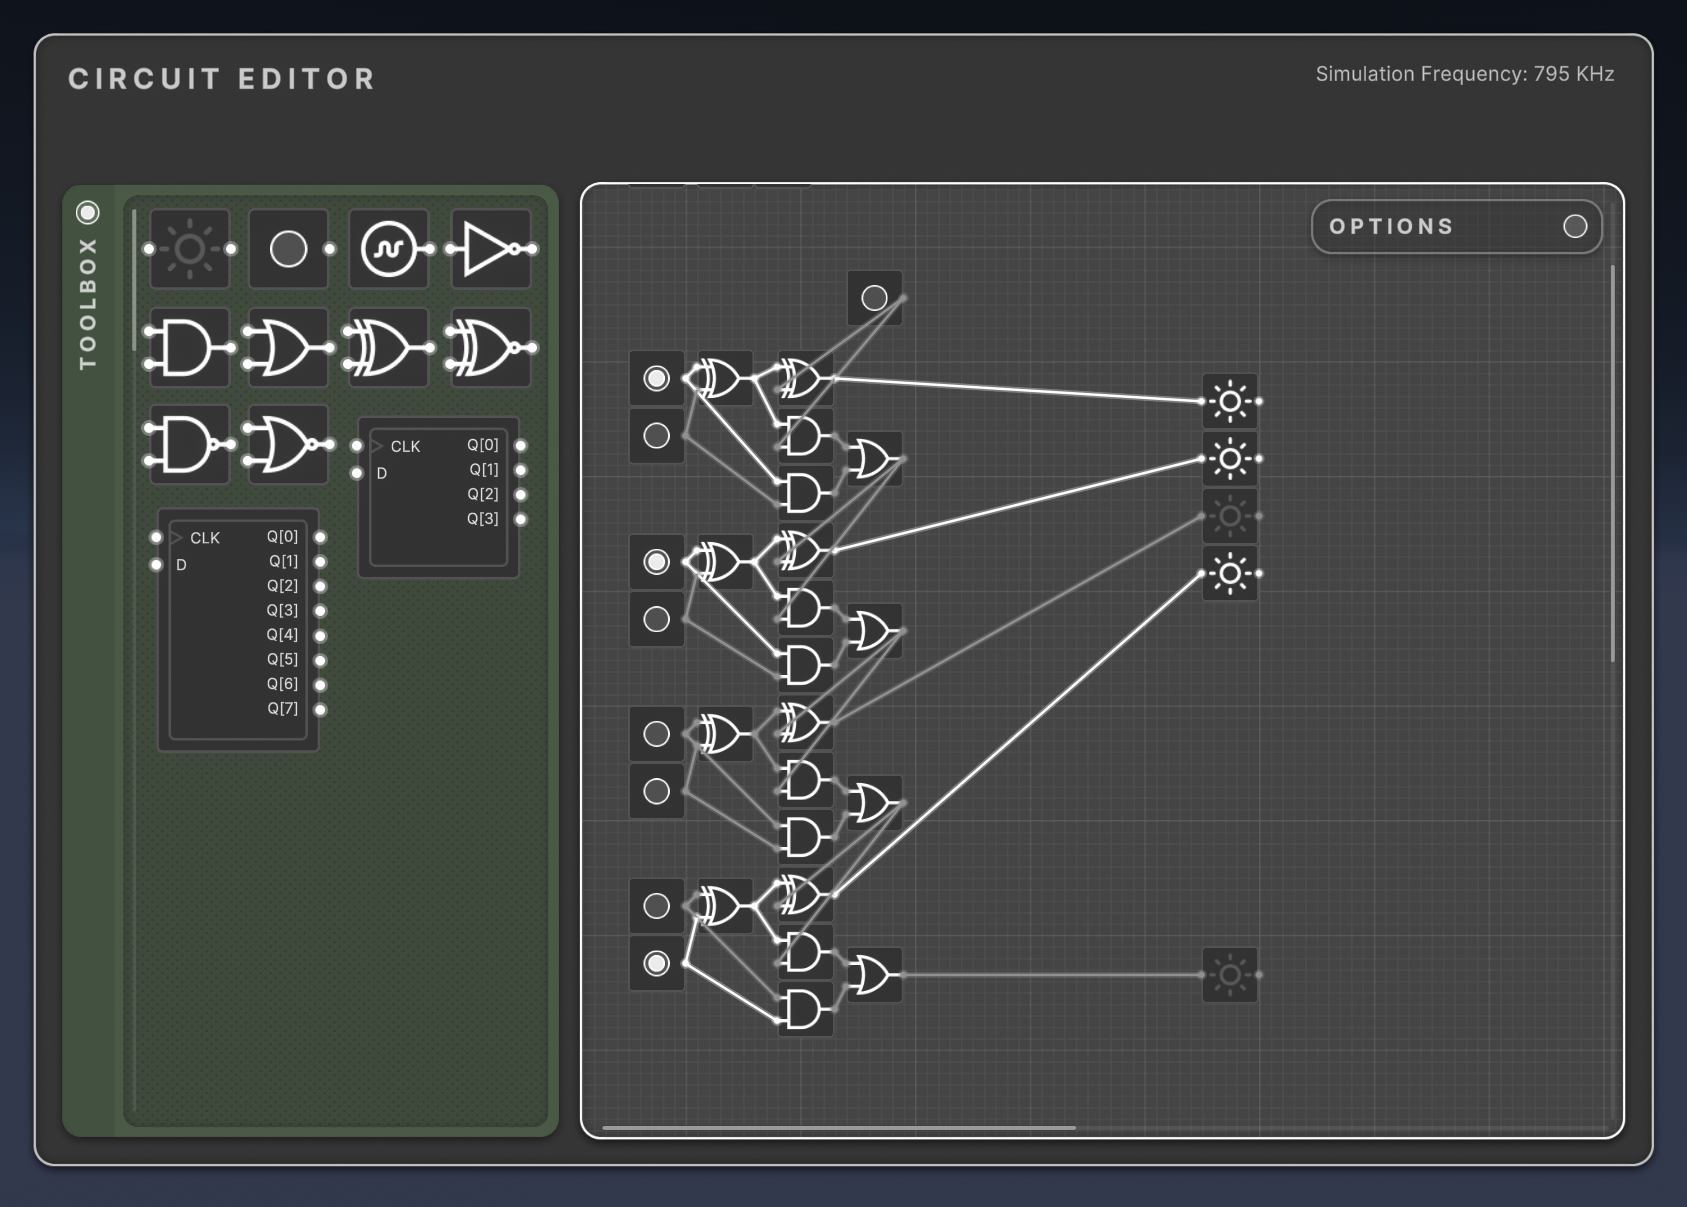 CIRCUIT EDITOR
Simulation Frequency: 795 KHz
TOOLBOX
OPTIONS
CLK Q[0]
D Q[1]
Q[2]
Q[3]
CLK Q[0]
Q[1]
D
Q[2]
Q[3]
Q[4]
Q[5]
Q[6]
Q[7]